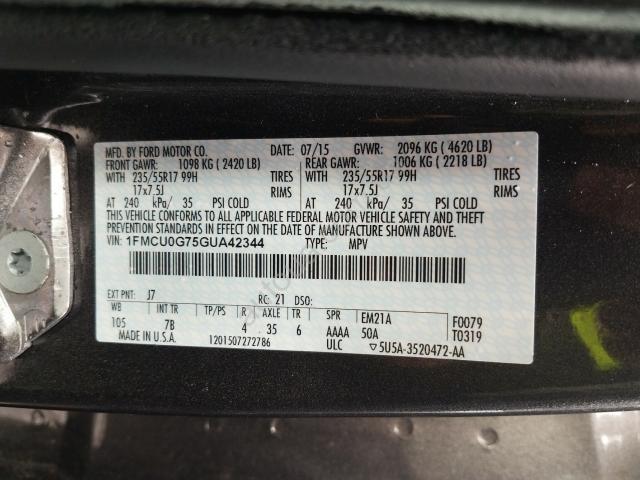 MFD. BY FORD MOTOR CO. DATE: 07/15 GVWR: 2096 KG ( 4620 LB)
FRONT GAWR: 1098 KG ( 2420 LB) REAR GAWR: 1006 KG ( 2218 LB)
WITH 235/55R17 99H TIRES WITH 235/55R17 99H TIRES
17x7.5J RIMS 17x7.5J RIMS
AT 240 kPa/ 35 PSI COLD AT 240 kPa/ 35 PSI COLD
THIS VEHICLE CONFORMS TO ALL APPLICABLE FEDERAL MOTOR VEHICLE SAFETY AND THEFT
PREVENTION STANDARDS IN EFFECT ON THE DATE OF MANUFACTURE SHOWN ABOVE.
VIN: 1FMCU0G75GUA42344 TYPE: MPV
EXT PNT: J7 RC: 21 DSO:
WB INT TR TP/PS R AXLE TR SPR EM21A F0079
105 7B 4 .35 6 AAAA 50A T0319
MADE IN U.S.A. 1201507272786 ULC ▽5U5A-3520472-AA